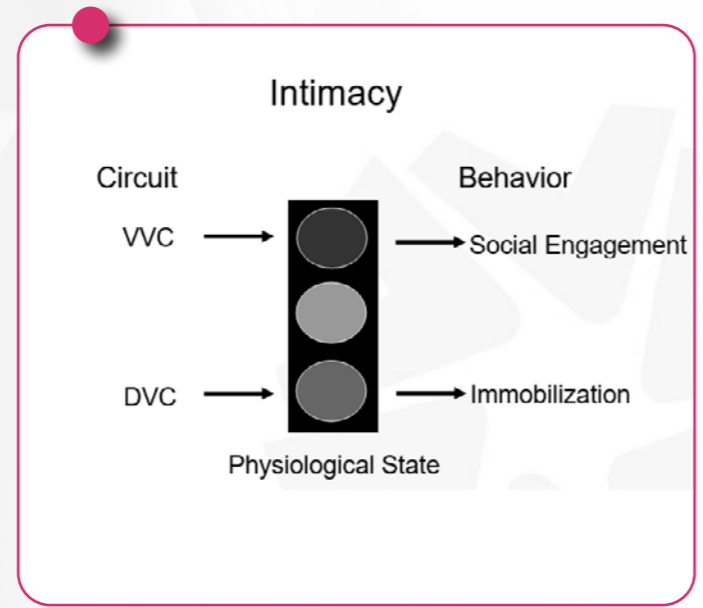 Intimacy
Circuit
Behavior
VVC
Social Engagement
DVC
Immobilization
Physiological State